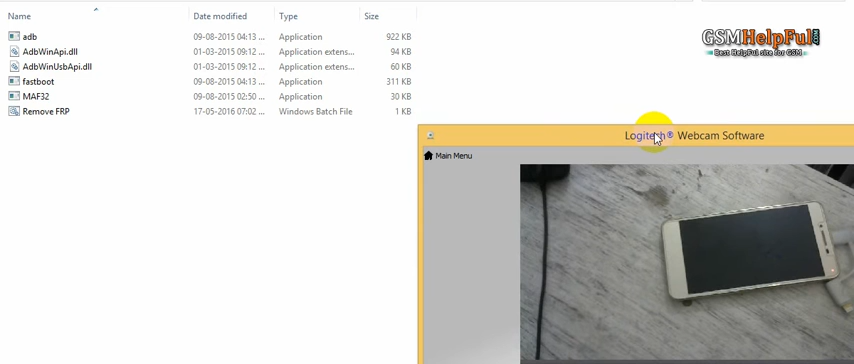 Name Date modified Type Size
adb 09-08-2015 04:13 ... Application 922 KB
AdbWinApi.dll 01-03-2015 09:12 ... Application extens... 94 KB
AdbWinUsbApi.dll 01-03-2015 09:12 ... Application extens... 60 KB
fastboot 09-08-2015 04:13 ... Application 311 KB
MAF32 09-08-2015 02:50 ... Application 30 KB
Remove FRP 17-05-2016 07:02 ... Windows Batch File 1 KB
GSMHelpFul.COM
Best HelpFul site for GSM
Logitech® Webcam Software
Main Menu